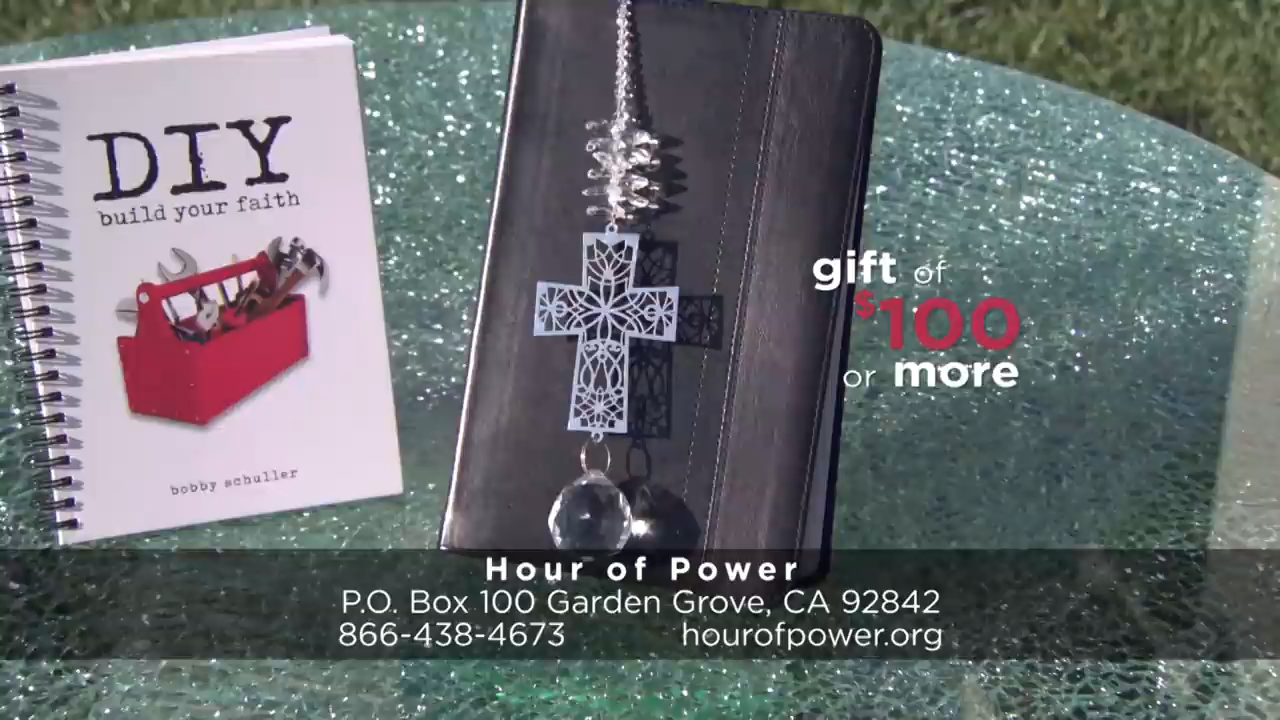 DIY
build your faith
bobby schuller
gift of
$100
or more
Hour of Power
P.O. Box 100 Garden Grove, CA 92842
866-438-4673 hourofpower.org